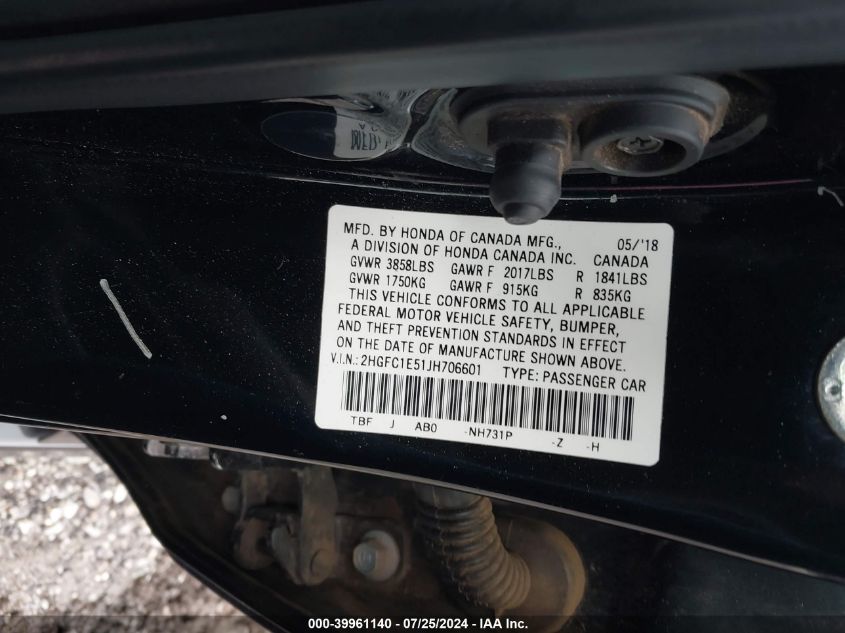 MFD. BY HONDA OF CANADA MFG., 05/'18
A DIVISION OF HONDA CANADA INC. CANADA
GVWR 3858LBS GAWR F 2017LBS R 1841LBS
GVWR 1750KG GAWR F 915KG R 835KG
THIS VEHICLE CONFORMS TO ALL APPLICABLE
FEDERAL MOTOR VEHICLE SAFETY, BUMPER,
AND THEFT PREVENTION STANDARDS IN EFFECT
ON THE DATE OF MANUFACTURE SHOWN ABOVE.
V.I.N.: 2HGFC1E51JH706601 TYPE: PASSENGER CAR
TBF J AB0 -NH731P -Z -H
000-39961140 - 07/25/2024 - IAA Inc.